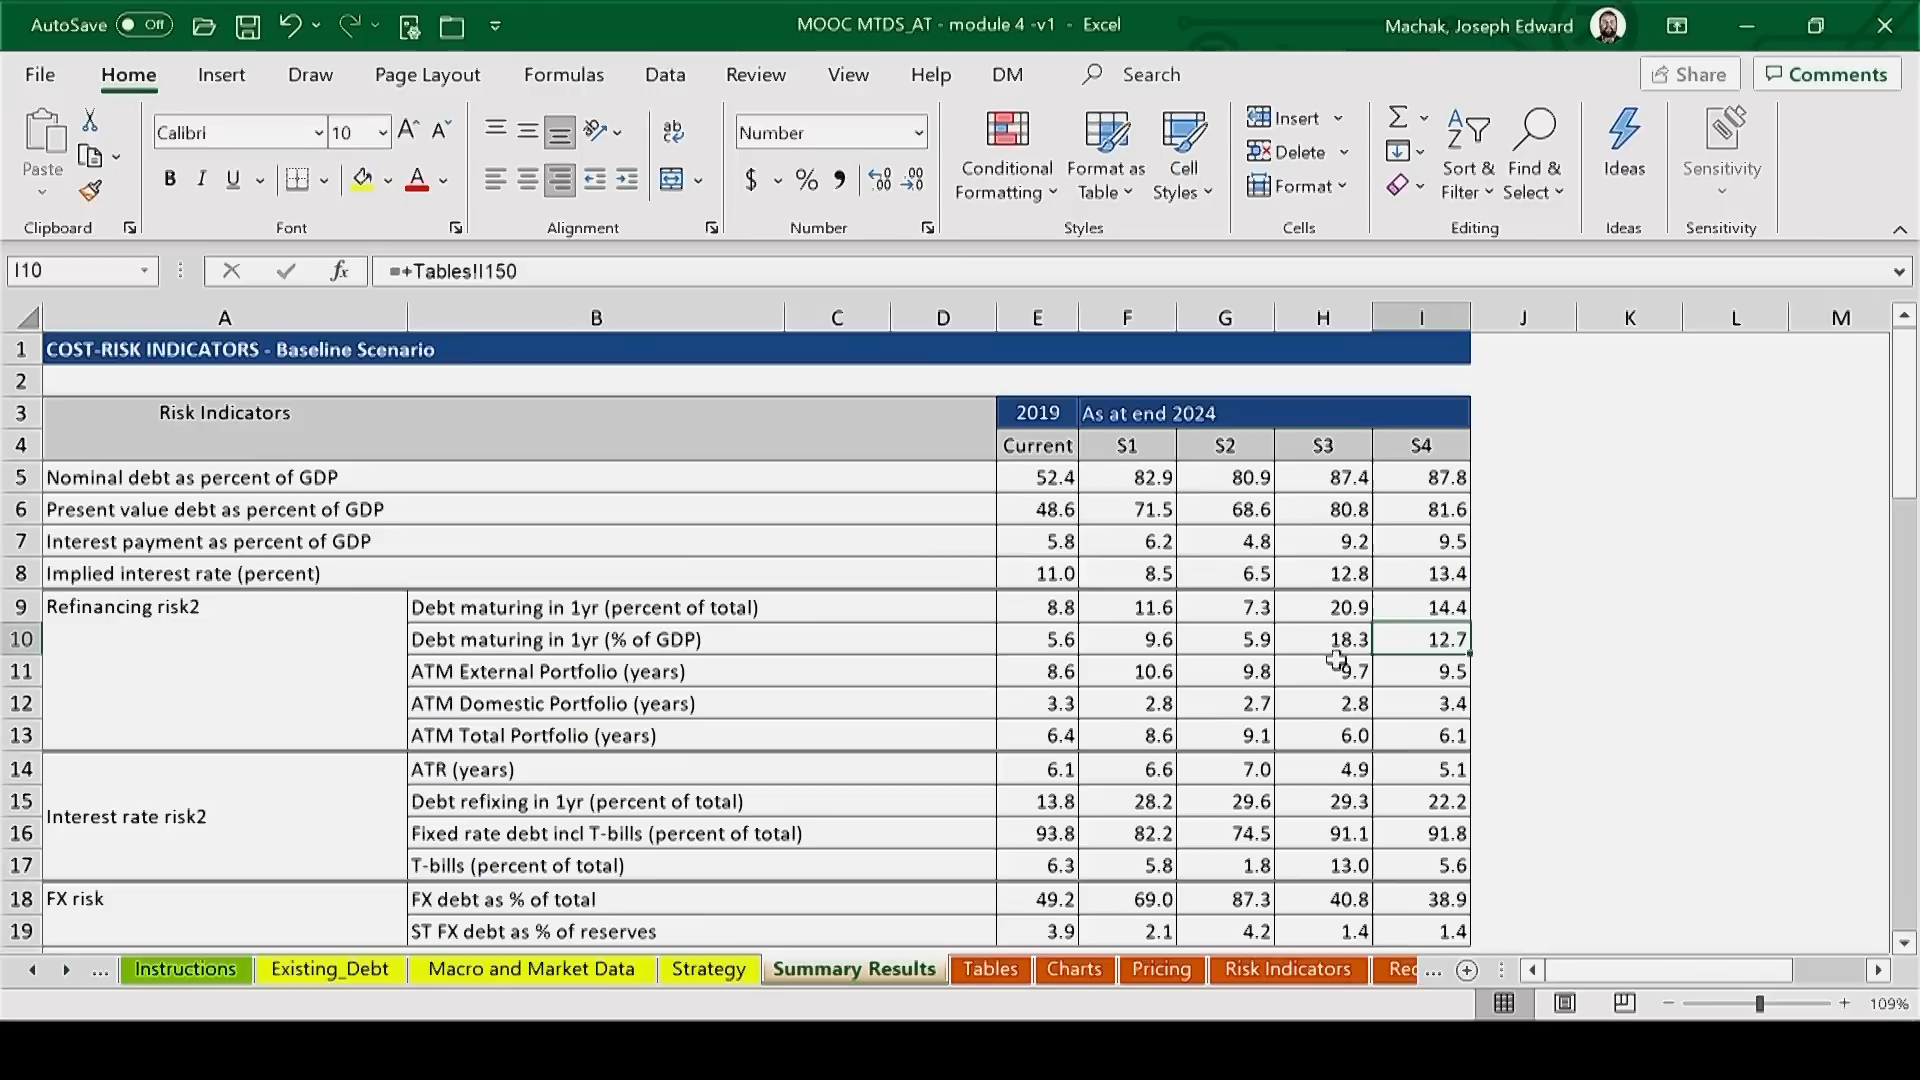 AutoSave Off MOOC MTDS_AT - module 4 -v1 - Excel Machak, Joseph Edward
File Home Insert Draw Page Layout Formulas Data Review View Help DM Search Share Comments
Paste Calibri 10 A A ab Number Conditional Formatting Format as Table Cell Styles Insert Delete Format Sort & Filter Find & Select Ideas Sensitivity
B I U A $ % 9 .00 .00
Clipboard Font Alignment Number Styles Cells Editing Ideas Sensitivity
I10 fx =+Tables!I150
A B C D E F G H I J K L M
1 COST-RISK INDICATORS - Baseline Scenario
2
3 Risk Indicators 2019 As at end 2024
4 Current S1 S2 S3 S4
5 Nominal debt as percent of GDP 52.4 82.9 80.9 87.4 87.8
6 Present value debt as percent of GDP 48.6 71.5 68.6 80.8 81.6
7 Interest payment as percent of GDP 5.8 6.2 4.8 9.2 9.5
8 Implied interest rate (percent) 11.0 8.5 6.5 12.8 13.4
9 Refinancing risk2 Debt maturing in 1yr (percent of total) 8.8 11.6 7.3 20.9 14.4
10 Debt maturing in 1yr (% of GDP) 5.6 9.6 5.9 18.3 12.7
11 ATM External Portfolio (years) 8.6 10.6 9.8 9.7 9.5
12 ATM Domestic Portfolio (years) 3.3 2.8 2.7 2.8 3.4
13 ATM Total Portfolio (years) 6.4 8.6 9.1 6.0 6.1
14 ATR (years) 6.1 6.6 7.0 4.9 5.1
15 Debt refixing in 1yr (percent of total) 13.8 28.2 29.6 29.3 22.2
Interest rate risk2
16 Fixed rate debt incl T-bills (percent of total) 93.8 82.2 74.5 91.1 91.8
17 T-bills (percent of total) 6.3 5.8 1.8 13.0 5.6
18 FX risk FX debt as % of total 49.2 69.0 87.3 40.8 38.9
19 ST FX debt as % of reserves 3.9 2.1 4.2 1.4 1.4
... Instructions Existing_Debt Macro and Market Data Strategy Summary Results Tables Charts Pricing Risk Indicators Rec ...
109%